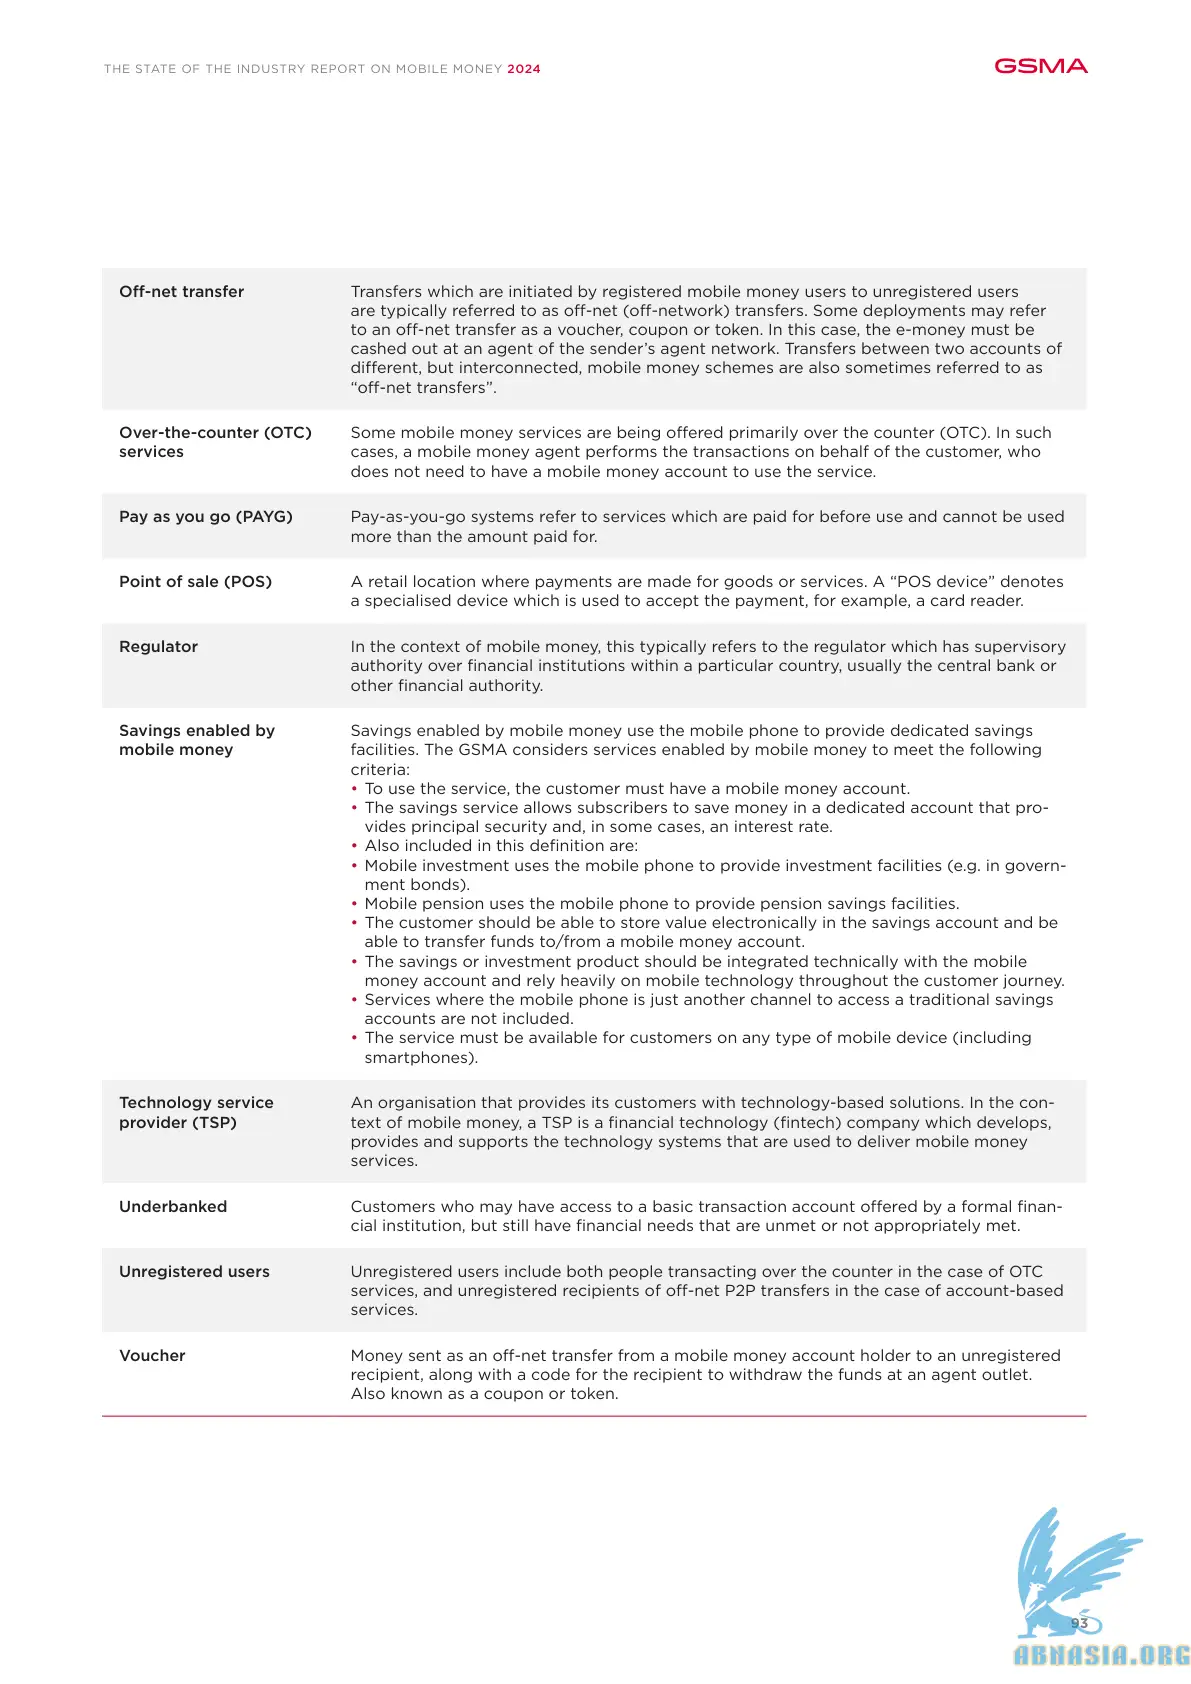 THE STATE OF THE INDUSTRY REPORT ON MOBILE MONEY 2024
GSMA
Off-net transfer
Transfers which are initiated by registered mobile money users to unregistered users
are typically referred to as off-net (off-network) transfers. Some deployments may refer
to an off-net transfer as a voucher, coupon or token. In this case, the e-money must be
cashed out at an agent of the sender’s agent network. Transfers between two accounts of
different, but interconnected, mobile money schemes are also sometimes referred to as
“off-net transfers”.
Over-the-counter (OTC)
services
Some mobile money services are being offered primarily over the counter (OTC). In such
cases, a mobile money agent performs the transactions on behalf of the customer, who
does not need to have a mobile money account to use the service.
Pay as you go (PAYG)
Pay-as-you-go systems refer to services which are paid for before use and cannot be used
more than the amount paid for.
Point of sale (POS)
A retail location where payments are made for goods or services. A “POS device” denotes
a specialised device which is used to accept the payment, for example, a card reader.
Regulator
In the context of mobile money, this typically refers to the regulator which has supervisory
authority over financial institutions within a particular country, usually the central bank or
other financial authority.
Savings enabled by
mobile money
Savings enabled by mobile money use the mobile phone to provide dedicated savings
facilities. The GSMA considers services enabled by mobile money to meet the following
criteria:
• To use the service, the customer must have a mobile money account.
• The savings service allows subscribers to save money in a dedicated account that pro-
vides principal security and, in some cases, an interest rate.
• Also included in this definition are:
• Mobile investment uses the mobile phone to provide investment facilities (e.g. in govern-
ment bonds).
• Mobile pension uses the mobile phone to provide pension savings facilities.
• The customer should be able to store value electronically in the savings account and be
able to transfer funds to/from a mobile money account.
• The savings or investment product should be integrated technically with the mobile
money account and rely heavily on mobile technology throughout the customer journey.
• Services where the mobile phone is just another channel to access a traditional savings
accounts are not included.
• The service must be available for customers on any type of mobile device (including
smartphones).
Technology service
provider (TSP)
An organisation that provides its customers with technology-based solutions. In the con-
text of mobile money, a TSP is a financial technology (fintech) company which develops,
provides and supports the technology systems that are used to deliver mobile money
services.
Underbanked
Customers who may have access to a basic transaction account offered by a formal finan-
cial institution, but still have financial needs that are unmet or not appropriately met.
Unregistered users
Unregistered users include both people transacting over the counter in the case of OTC
services, and unregistered recipients of off-net P2P transfers in the case of account-based
services.
Voucher
Money sent as an off-net transfer from a mobile money account holder to an unregistered
recipient, along with a code for the recipient to withdraw the funds at an agent outlet.
Also known as a coupon or token.
93
ABNASIA.ORG